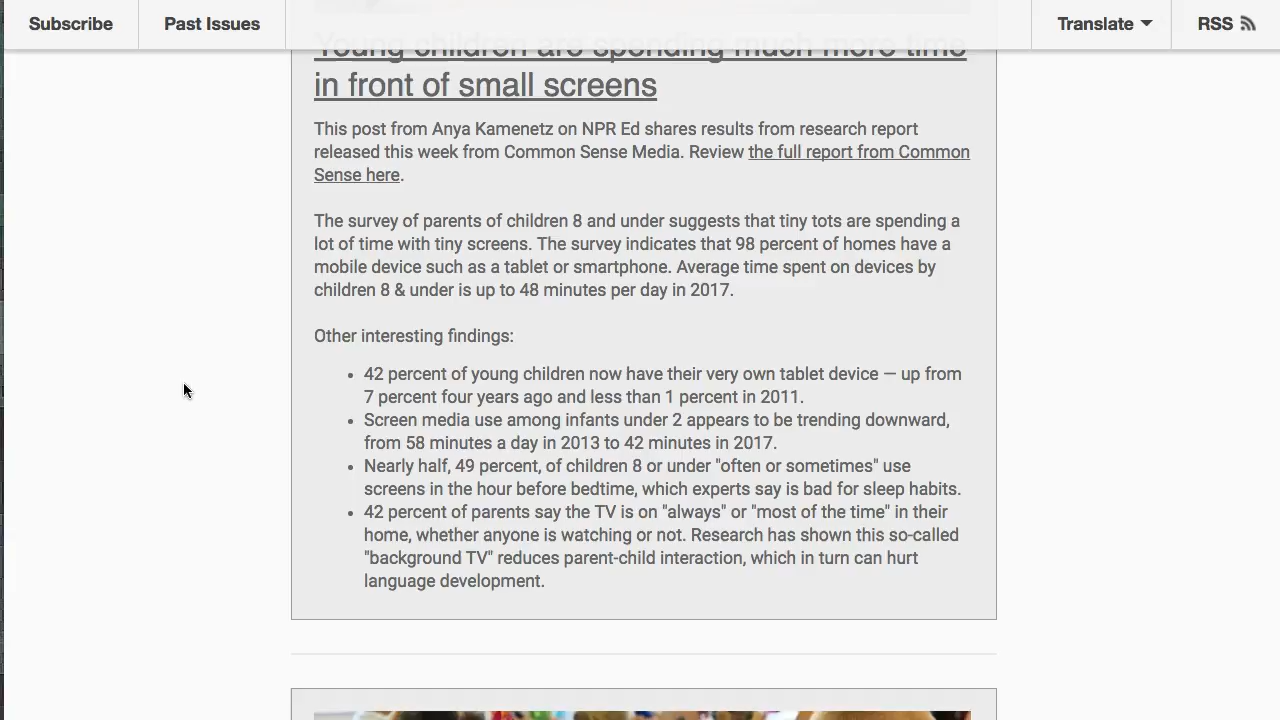 Subscribe
Past Issues
Translate
RSS
Young children are spending much more time
in front of small screens
This post from Anya Kamenetz on NPR Ed shares results from research report
released this week from Common Sense Media. Review the full report from Common
Sense here.
The survey of parents of children 8 and under suggests that tiny tots are spending a
lot of time with tiny screens. The survey indicates that 98 percent of homes have a
mobile device such as a tablet or smartphone. Average time spent on devices by
children 8 & under is up to 48 minutes per day in 2017.
Other interesting findings:
• 42 percent of young children now have their very own tablet device — up from
7 percent four years ago and less than 1 percent in 2011.
• Screen media use among infants under 2 appears to be trending downward,
from 58 minutes a day in 2013 to 42 minutes in 2017.
• Nearly half, 49 percent, of children 8 or under "often or sometimes" use
screens in the hour before bedtime, which experts say is bad for sleep habits.
• 42 percent of parents say the TV is on "always" or "most of the time" in their
home, whether anyone is watching or not. Research has shown this so-called
"background TV" reduces parent-child interaction, which in turn can hurt
language development.